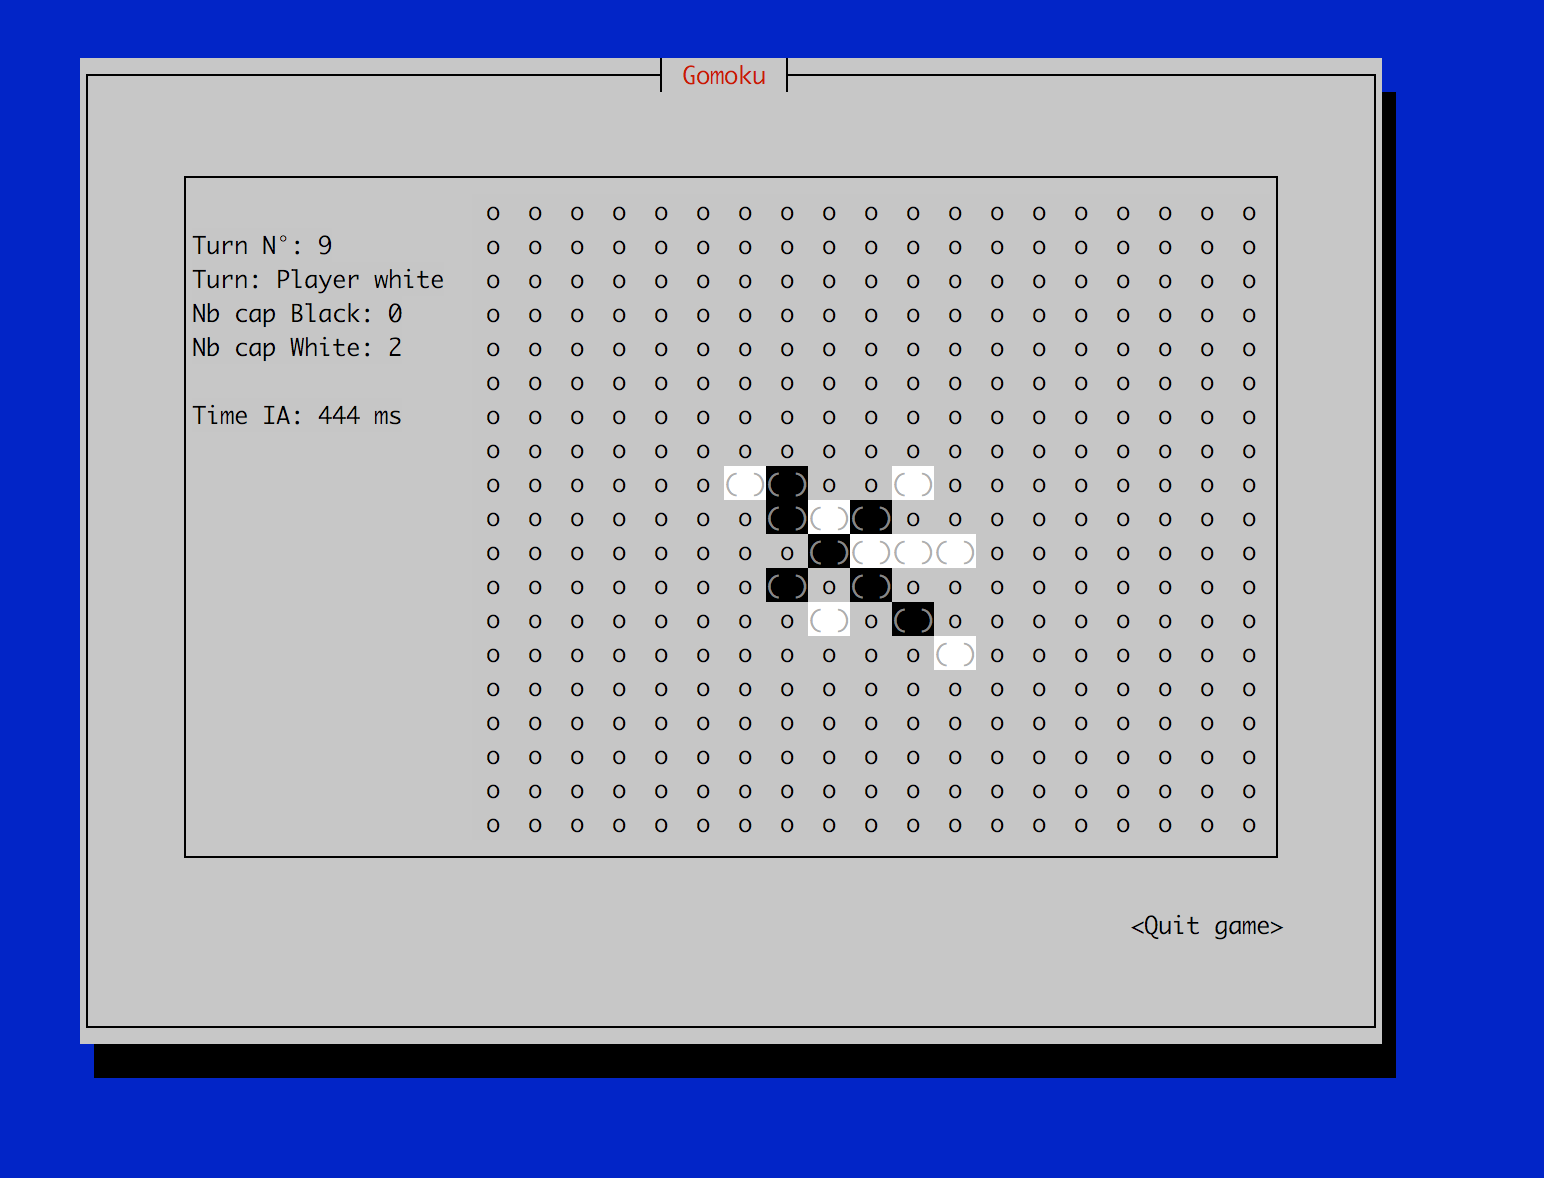 Gomoku
o o o o o o o o o o o o o o o o o o o
Turn N°: 9 o o o o o o o o o o o o o o o o o o o
Turn: Player white o o o o o o o o o o o o o o o o o o o
Nb cap Black: 0 o o o o o o o o o o o o o o o o o o o
Nb cap White: 2 o o o o o o o o o o o o o o o o o o o
o o o o o o o o o o o o o o o o o o o
Time IA: 444 ms o o o o o o o o o o o o o o o o o o o
o o o o o o o o o o o o o o o o o o o
o o o o o o ( )( ) o o ( ) o o o o o o o o
o o o o o o o ( )( )( ) o o o o o o o o o
o o o o o o o o ( )( )( )( ) o o o o o o o
o o o o o o o ( ) o ( ) o o o o o o o o o
o o o o o o o o ( ) o ( ) o o o o o o o o
o o o o o o o o o o o ( ) o o o o o o o
o o o o o o o o o o o o o o o o o o o
o o o o o o o o o o o o o o o o o o o
o o o o o o o o o o o o o o o o o o o
o o o o o o o o o o o o o o o o o o o
o o o o o o o o o o o o o o o o o o o
<Quit game>